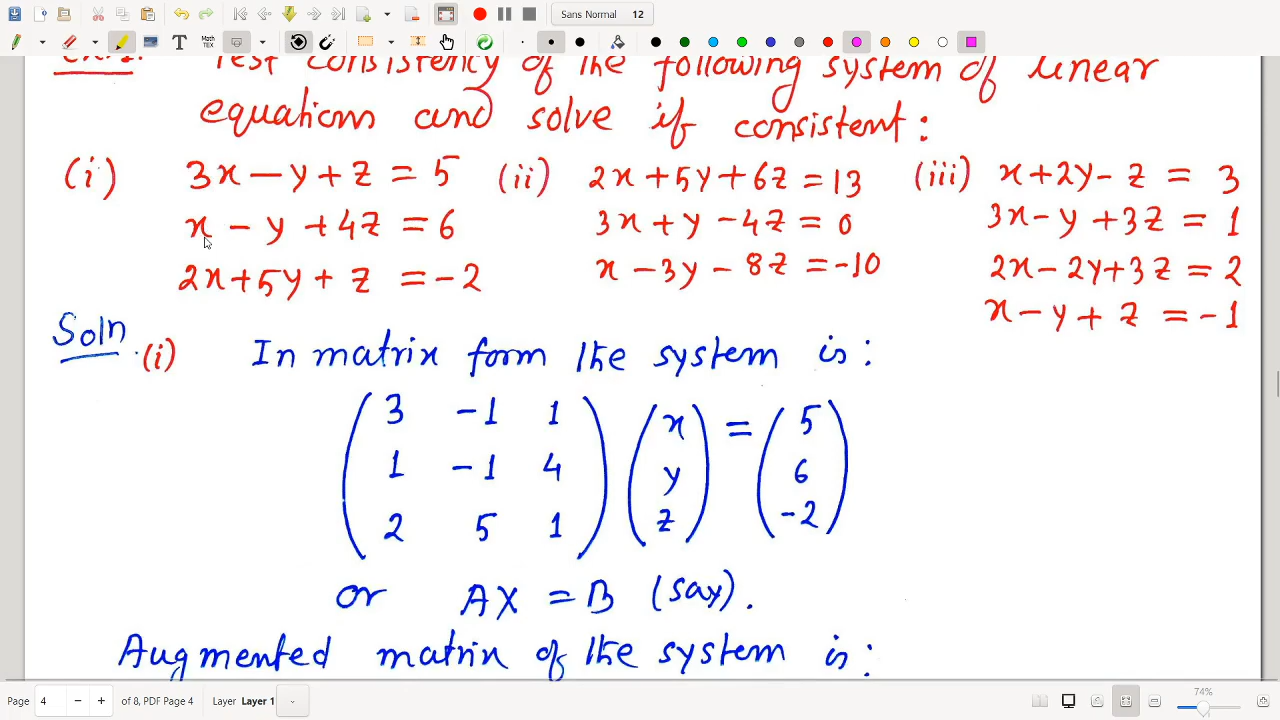 Sans Normal 12
Test consistency of the following system of linear
equations and solve if consistent:
(i) 3x - y + z = 5 (ii) 2x + 5y + 6z = 13 (iii) x + 2y - z = 3
x - y + 4z = 6 3x + y - 4z = 0 3x - y + 3z = 1
2x + 5y + z = -2 x - 3y - 8z = -10 2x - 2y + 3z = 2
x - y + z = -1
Soln. (i) In matrix form the system is:
3 -1 1 x = 5
1 -1 4 y 6
2 5 1 z -2
or AX = B (say).
Augmented matrix of the system is:
Page 4 of 8, PDF Page 4 Layer Layer 1 74%